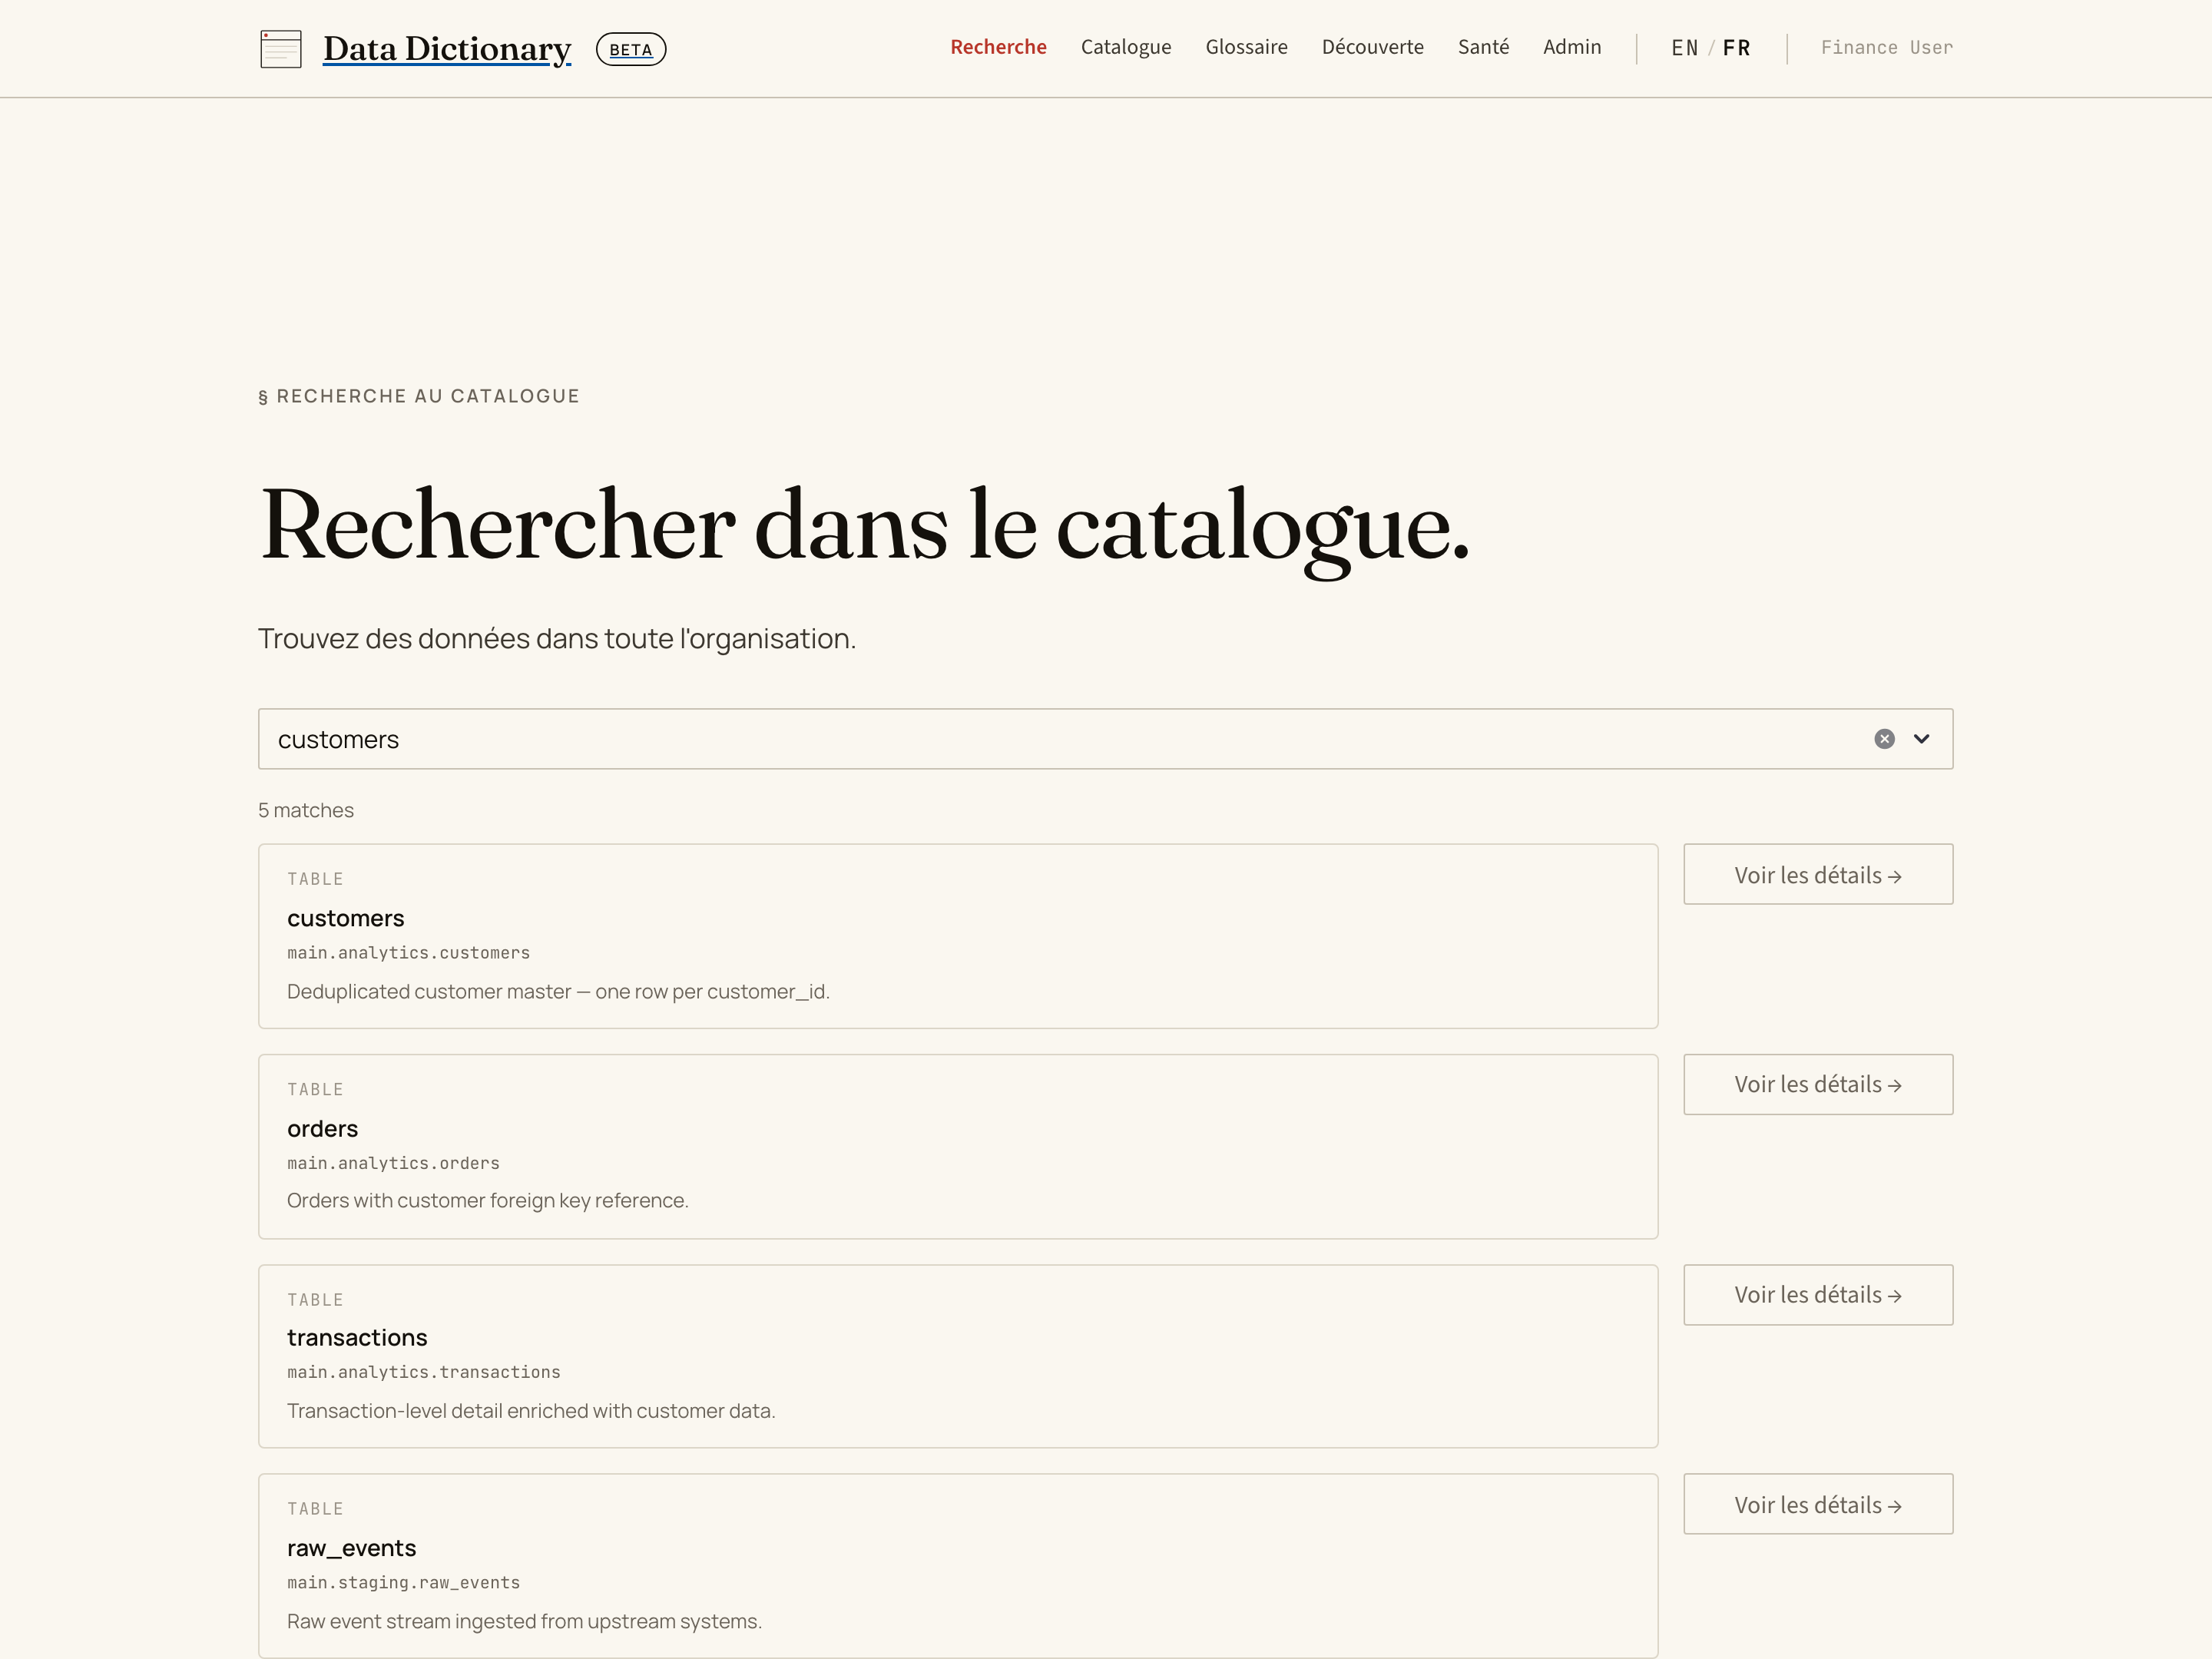 Data Dictionary BETA Recherche Catalogue Glossaire Découverte Santé Admin EN / FR Finance User
§ RECHERCHE AU CATALOGUE
Rechercher dans le catalogue.
Trouvez des données dans toute l'organisation.
customers
5 matches
TABLE
customers
main.analytics.customers
Deduplicated customer master — one row per customer_id.
Voir les détails →
TABLE
orders
main.analytics.orders
Orders with customer foreign key reference.
Voir les détails →
TABLE
transactions
main.analytics.transactions
Transaction-level detail enriched with customer data.
Voir les détails →
TABLE
raw_events
main.staging.raw_events
Raw event stream ingested from upstream systems.
Voir les détails →